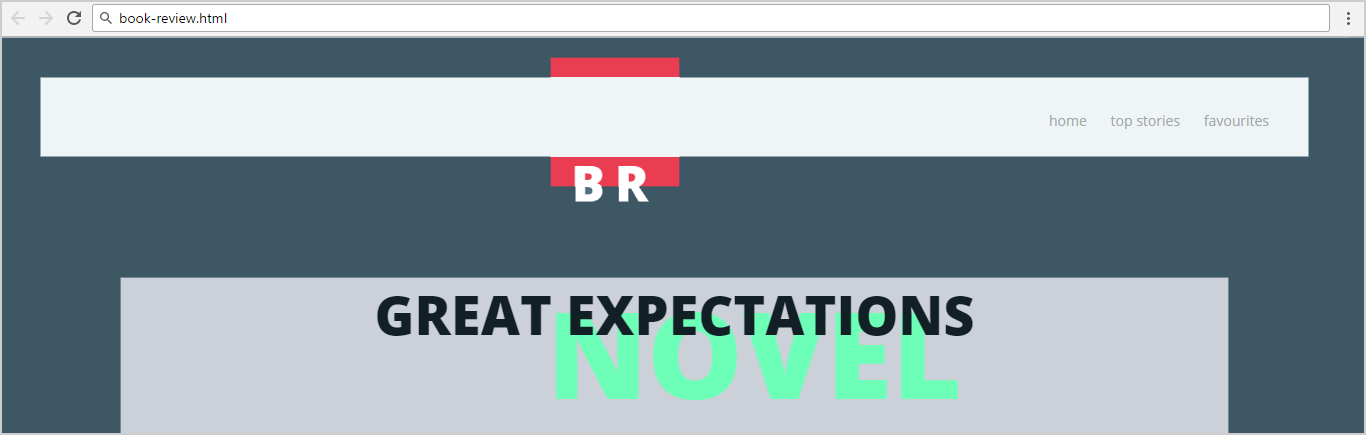 book-review.html
home top stories favourites
B R
GREAT EXPECTATIONS
NOVEL